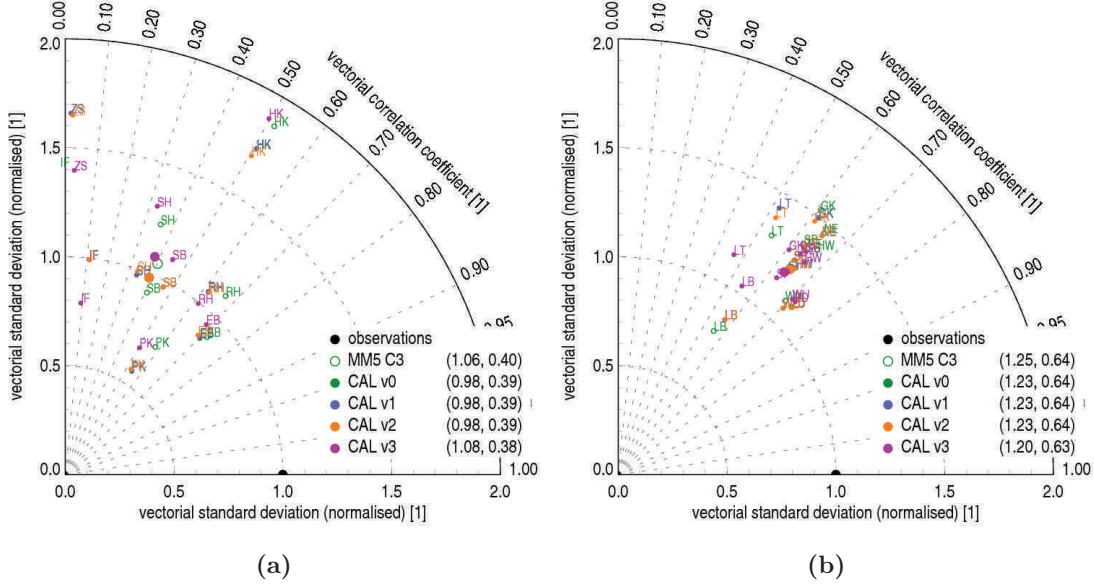 0.00
0.10
0.20
0.30
0.40
0.50
0.60
0.70
0.80
0.90
0.95
1.00
vectorial correlation coefficient [1]
2.0
1.5
1.0
0.5
0.0
vectorial standard deviation (normalised) [1]
ZS
HK
HK
HK
IF
ZS
SH
SH
IF
SB
SH
SB
SB
RH
RH
RH
IF
EB
EB
PK
PK
PK
observations
MM5 C3 (1.06, 0.40)
CAL v0 (0.98, 0.39)
CAL v1 (0.98, 0.39)
CAL v2 (0.98, 0.39)
CAL v3 (1.08, 0.38)
0.0 0.5 1.0 1.5 2.0
vectorial standard deviation (normalised) [1]
(a)
0.00
0.10
0.20
0.30
0.40
0.50
0.60
0.70
0.80
0.90
0.95
1.00
vectorial correlation coefficient [1]
2.0
1.5
1.0
0.5
0.0
vectorial standard deviation (normalised) [1]
LT
LT
GK
LT
LT
GK
LB
LB
LB
observations
MM5 C3 (1.25, 0.64)
CAL v0 (1.23, 0.64)
CAL v1 (1.23, 0.64)
CAL v2 (1.23, 0.64)
CAL v3 (1.20, 0.63)
0.0 0.5 1.0 1.5 2.0
vectorial standard deviation (normalised) [1]
(b)